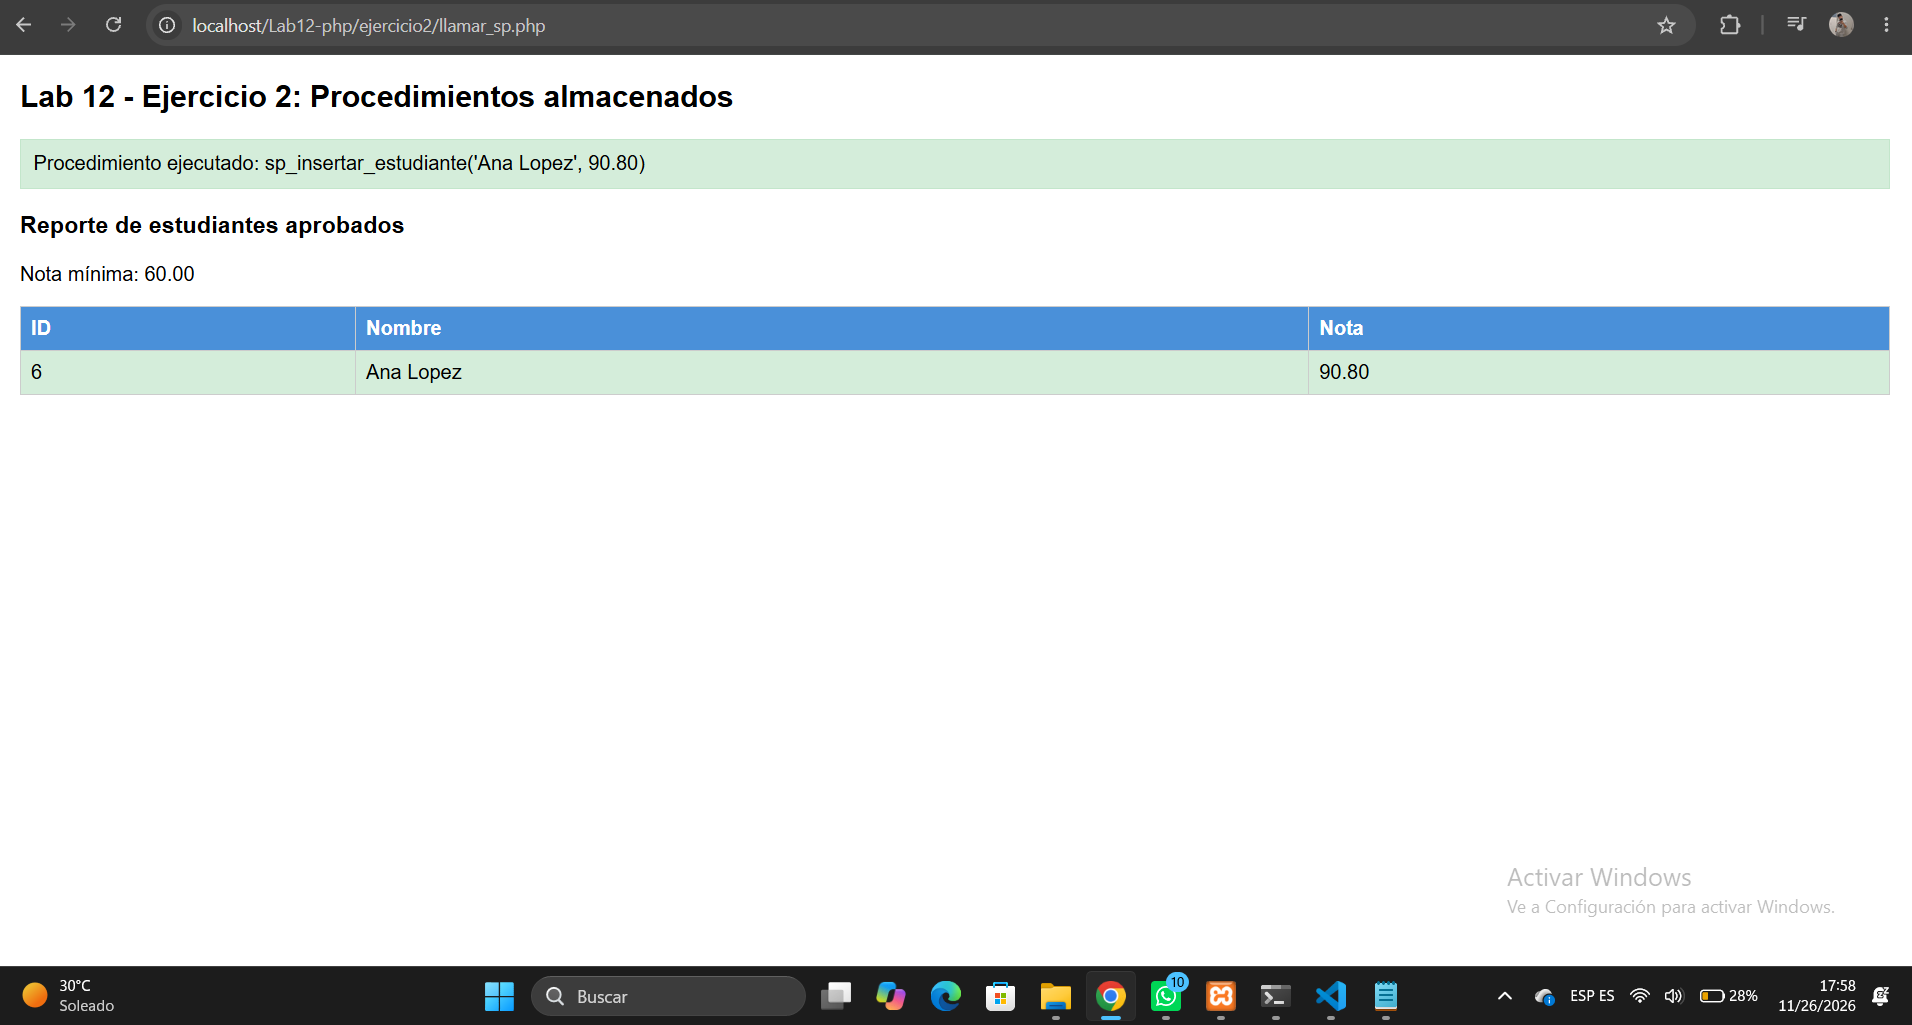 localhost/Lab12-php/ejercicio2/llamar_sp.php
Lab 12 - Ejercicio 2: Procedimientos almacenados
Procedimiento ejecutado: sp_insertar_estudiante('Ana Lopez', 90.80)
Reporte de estudiantes aprobados
Nota mínima: 60.00
ID Nombre Nota
6 Ana Lopez 90.80
Activar Windows
Ve a Configuración para activar Windows.
30°C
Soleado
Buscar
10
ESP ES
28%
17:58
11/26/2026